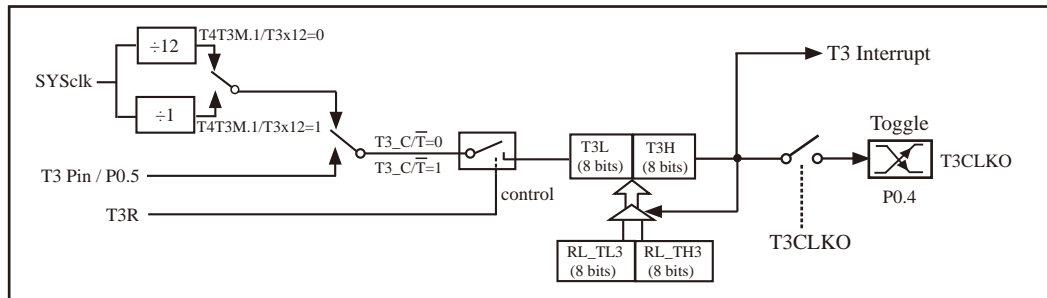 T4T3M.1/T3x12=0
÷12
SYSclk
÷1
T4T3M.1/T3x12=1
T3 Interrupt
Toggle
T3_C/T̅=0
T3_C/T̅=1
T3L
(8 bits)
T3H
(8 bits)
T3CLKO
T3 Pin / P0.5
control
P0.4
T3R
T3CLKO
RL_TL3
(8 bits)
RL_TH3
(8 bits)